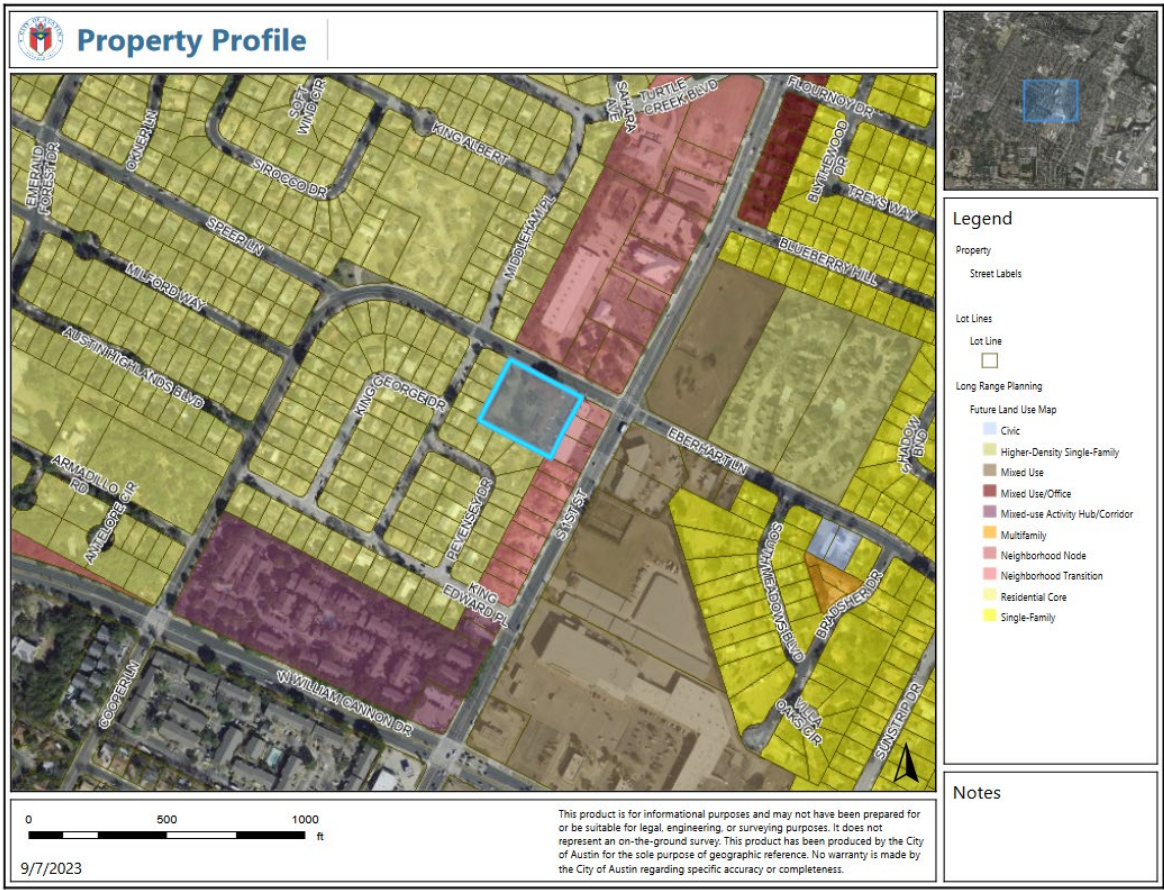 CITY OF AUSTIN
Property Profile
FLOURNOY DR
TURTLE
CREEK BLVD
SAHARA
AVE
SOFT
WIND CIR
OKNER LN
KING ALBERT
EMERALD
FOREST DR
SIROCCO DR
BLYTHEWOOD
DR
TREYS WAY
MIDDLEHAM PL
SPEER LN
BLUEBERRY HILL
MILFORD WAY
AUSTIN HIGHLANDS BLVD
KING GEORGE DR
EBERHART LN
SHADOW
BND
ARMADILLO
RD
ANTELOPE CIR
PEVENSEY DR
S 1ST ST
SOUTH
MEADOWS BLVD
BRADSHER DR
KING
EDWARD PL
COOPER LN
W WILLIAM CANNON DR
VILLA
OAKS CIR
SUNSTRIP DR
Legend
Property
Street Labels
Lot Lines
Lot Line
Long Range Planning
Future Land Use Map
Civic
Higher-Density Single-Family
Mixed Use
Mixed Use/Office
Mixed-use Activity Hub/Corridor
Multifamily
Neighborhood Node
Neighborhood Transition
Residential Core
Single-Family
Notes
0 500 1000
ft
9/7/2023
This product is for informational purposes and may not have been prepared for
or be suitable for legal, engineering, or surveying purposes. It does not
represent an on-the-ground survey. This product has been produced by the City
of Austin for the sole purpose of geographic reference. No warranty is made by
the City of Austin regarding specific accuracy or completeness.